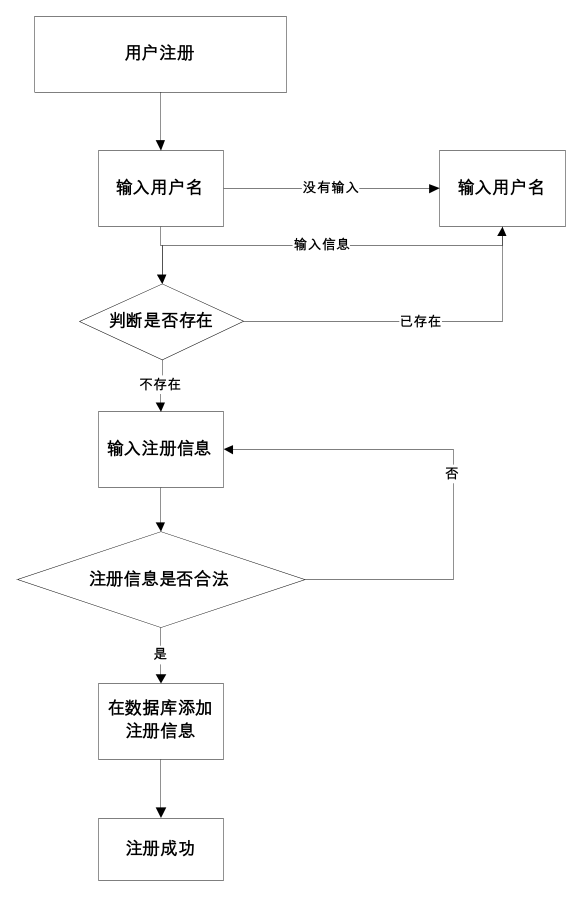 用户注册
输入用户名
没有输入
输入用户名
输入信息
判断是否存在
已存在
不存在
输入注册信息
否
注册信息是否合法
是
在数据库添加
注册信息
注册成功